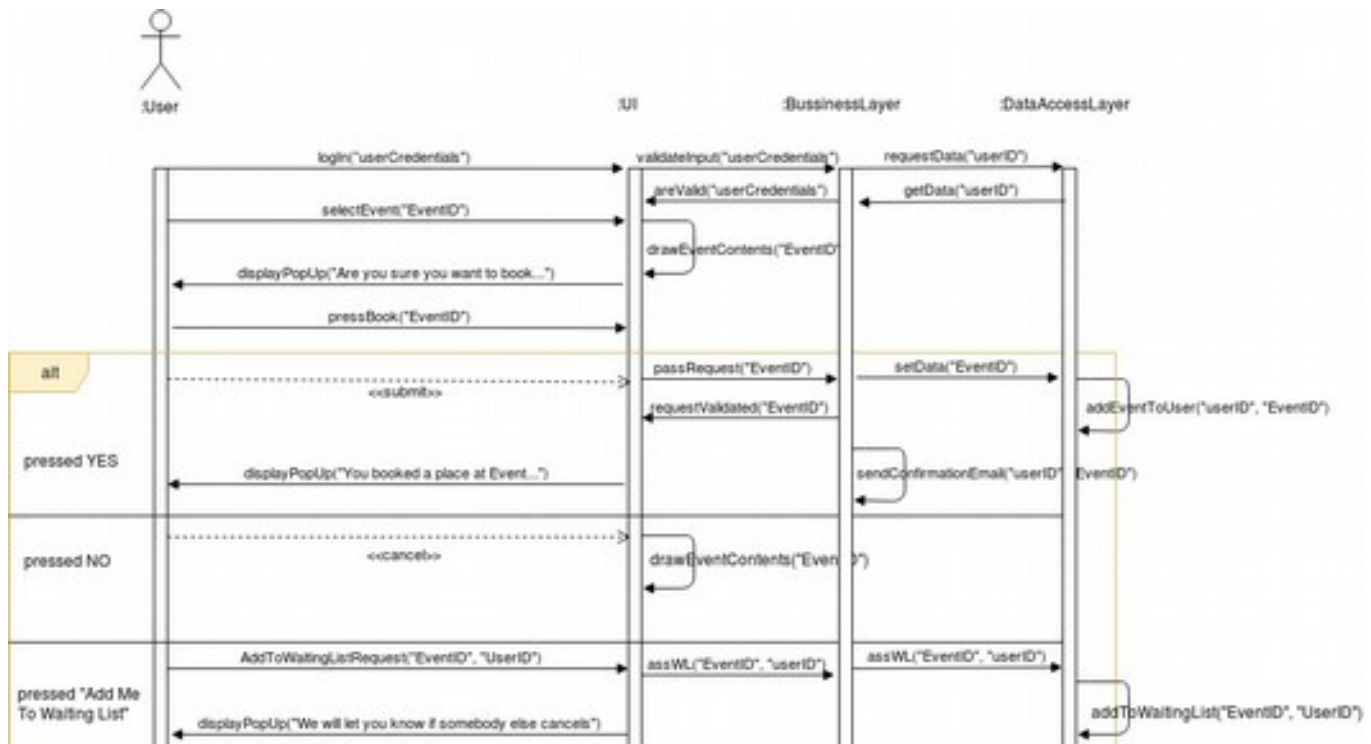 :User
:UI
:BussinessLayer
:DataAccessLayer
logIn("userCredentials")
validateInput("userCredentials")
requestData("userID")
areValid("userCredentials")
getData("userID")
selectEvent("EventID")
drawEventContents("EventID"
displayPopUp("Are you sure you want to book...")
pressBook("EventID")
alt
passRequest("EventID")
setData("EventID")
<<submit>>
requestValidated("EventID")
addEventToUser("userID", "EventID")
pressed YES
displayPopUp("You booked a place at Event...")
sendConfirmationEmail("userID" EventID")
pressed NO
<<cancel>>
drawEventContents("Even D")
AddToWaitingListRequest("EventID", "UserID")
assWL("EventID", "userID")
assWL("EventID", "userID")
pressed "Add Me
To Waiting List"
displayPopUp("We will let you know if somebody else cancels")
addToWaitingList("EventID", "UserID")